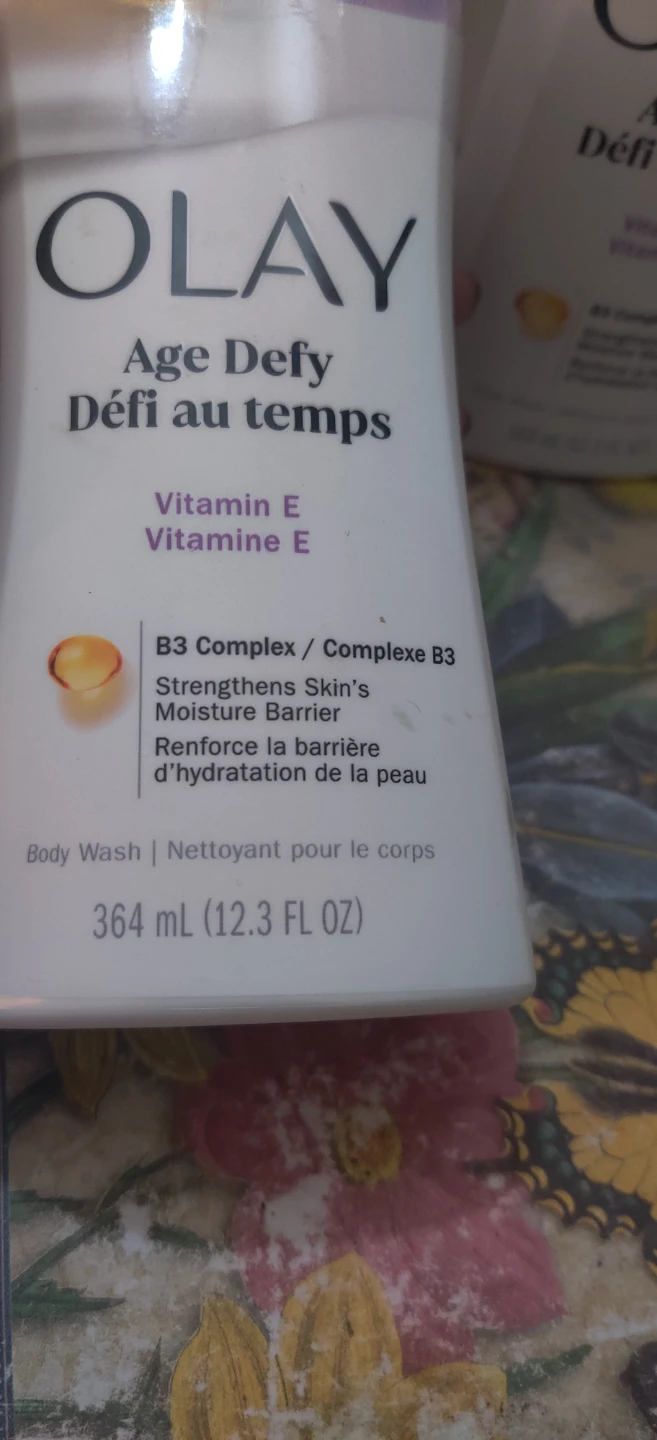 OLAY
Age Defy
Défi au temps
Vitamin E
Vitamine E
B3 Complex / Complexe B3
Strengthens Skin's
Moisture Barrier
Renforce la barrière
d'hydratation de la peau
Body Wash | Nettoyant pour le corps
364 mL (12.3 FL OZ)
Défi